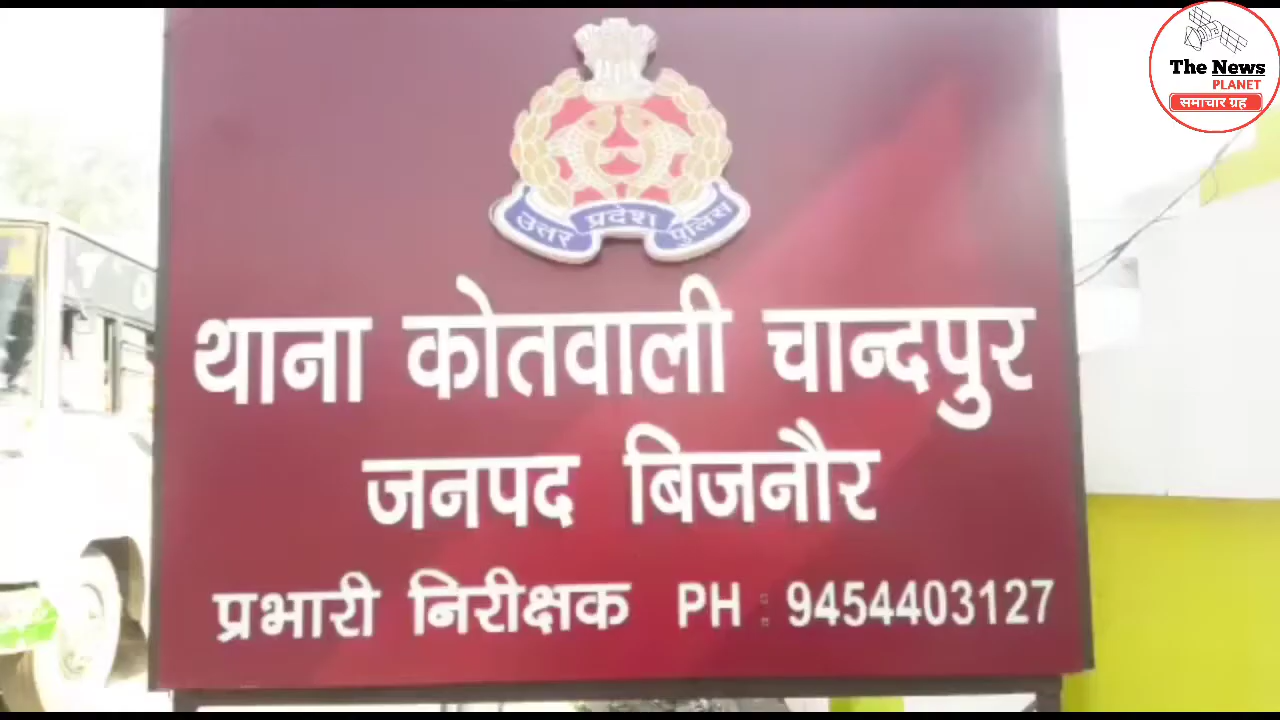 The News
PLANET
समाचार ग्रह
उत्तर प्रदेश पुलिस
थाना कोतवाली चान्दपुर
जनपद बिजनौर
प्रभारी निरीक्षक PH : 9454403127